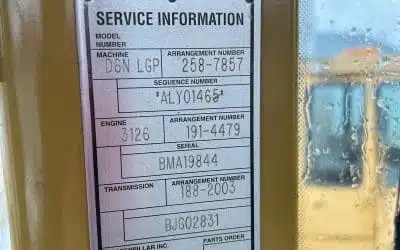 SERVICE INFORMATION
MODEL
NUMBER
MACHINE ARRANGEMENT NUMBER
D6N LGP 258-7857
SEQUENCE NUMBER
*ALY01465*
ENGINE ARRANGEMENT NUMBER
3126 191-4479
SERIAL
BMA19844
TRANSMISSION ARRANGEMENT NUMBER
188-2003
BJG02831
INC. PARTS ORDER